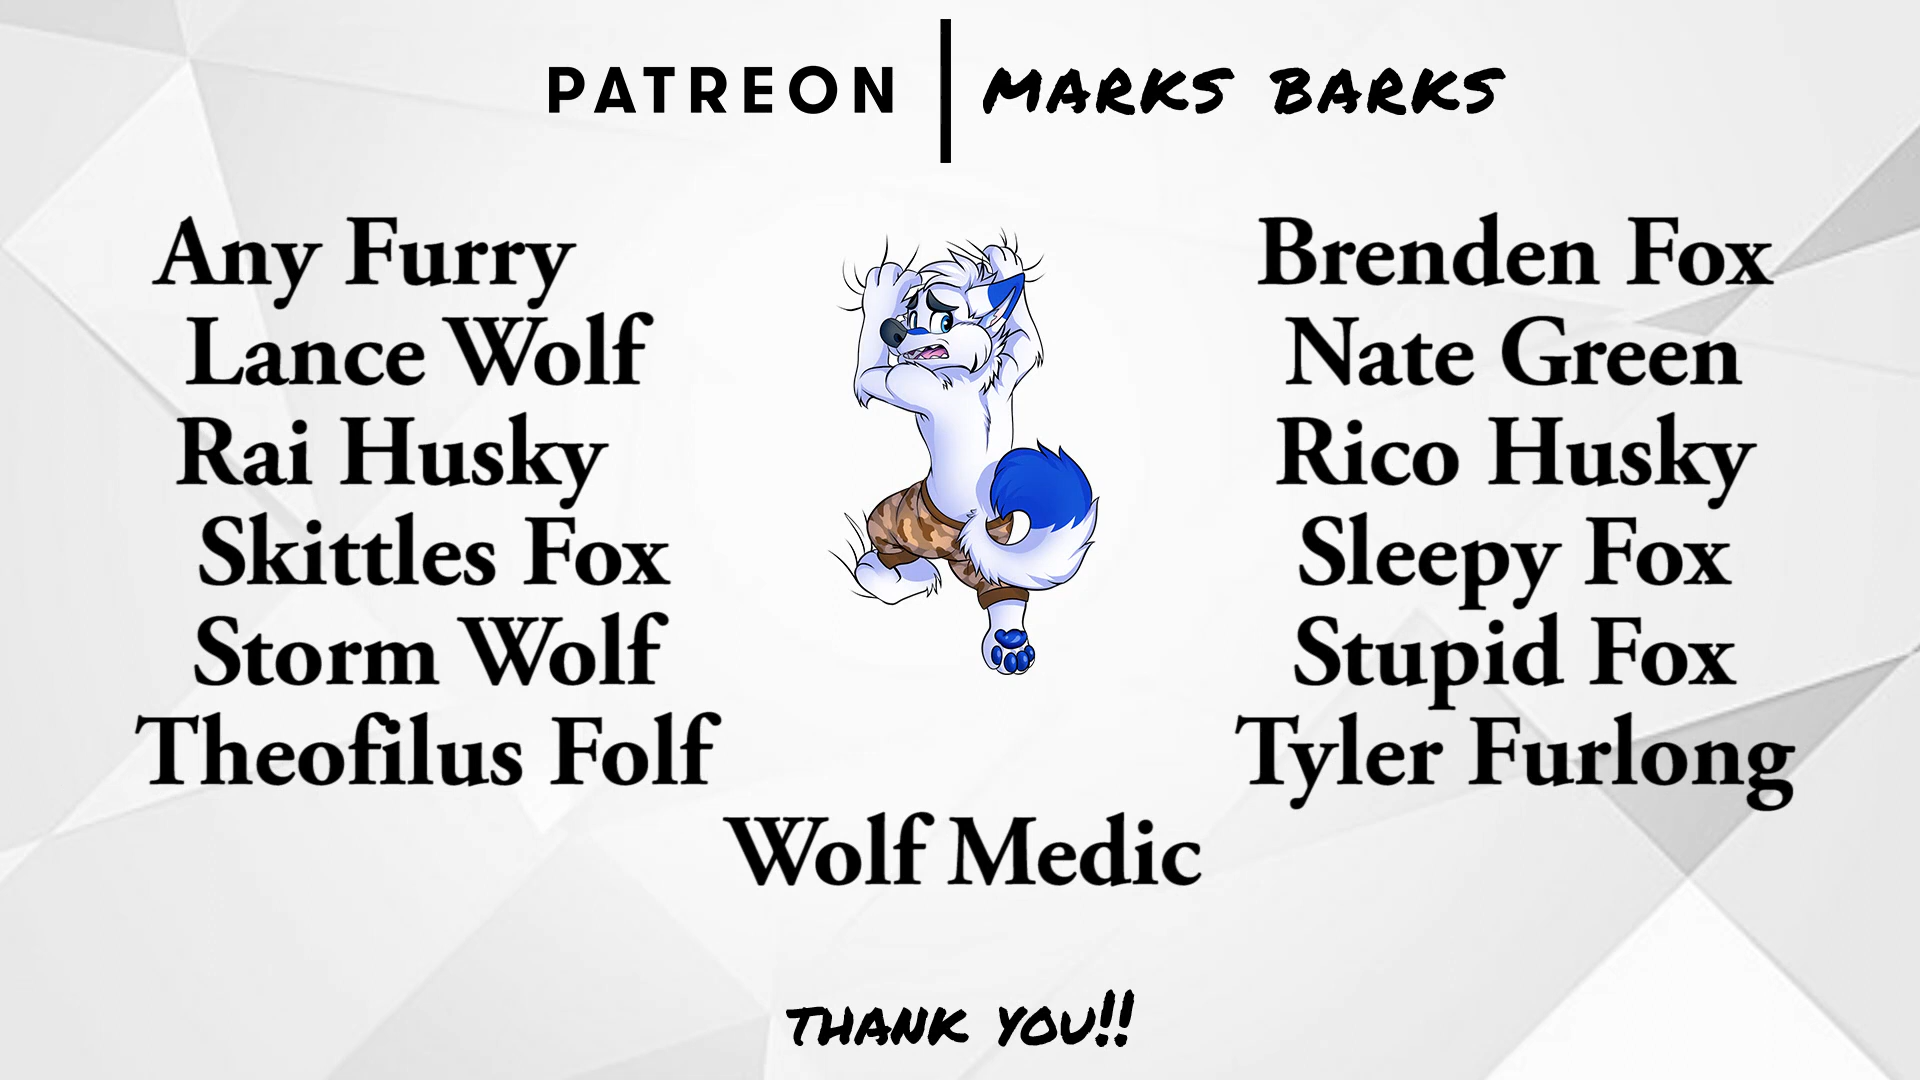 PATREON | MARKS BARKS
Any Furry
Lance Wolf
Rai Husky
Skittles Fox
Storm Wolf
Theofilus Folf
Brenden Fox
Nate Green
Rico Husky
Sleepy Fox
Stupid Fox
Tyler Furlong
Wolf Medic
THANK YOU!!